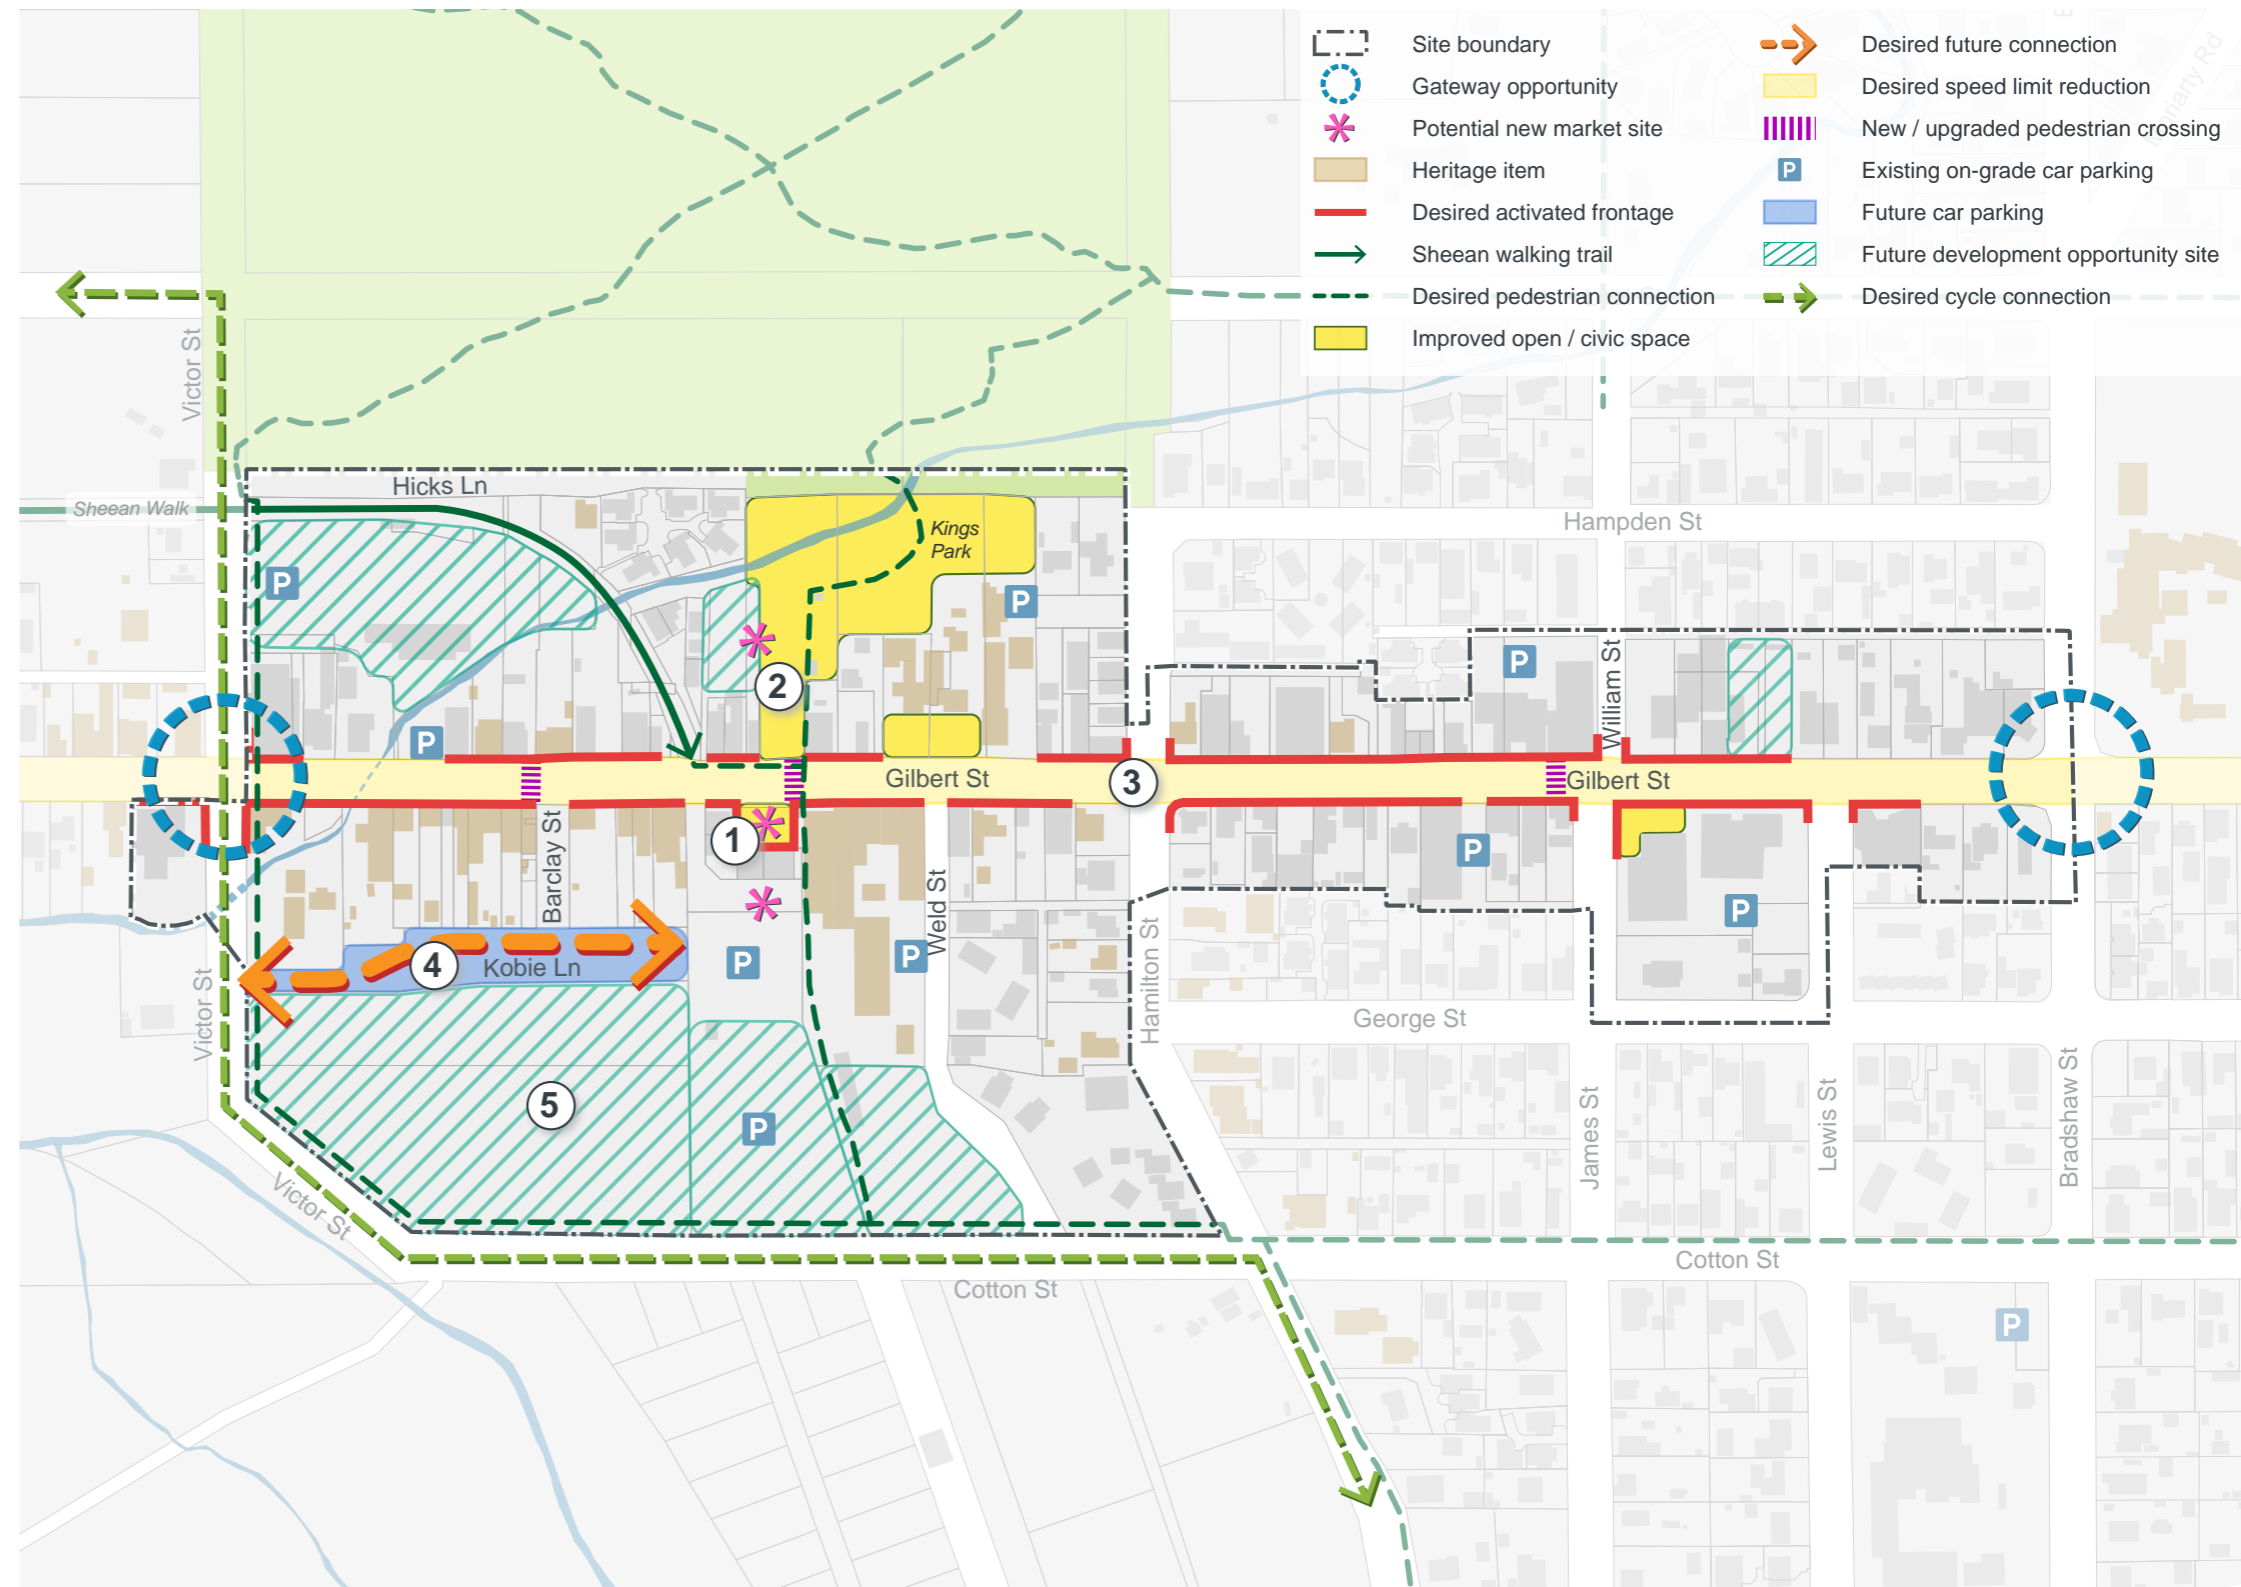 Site boundary
Gateway opportunity
Potential new market site
Heritage item
Desired activated frontage
Sheean walking trail
Desired pedestrian connection
Improved open / civic space
Desired future connection
Desired speed limit reduction
New / upgraded pedestrian crossing
P Existing on-grade car parking
Future car parking
Future development opportunity site
Desired cycle connection
Victor St
Hicks Ln
Sheean Walk
Kings
Park
Hampden St
P
P
P
William St
2
P
Gilbert St
3
Gilbert St
1
Barclay St
P
Weld St
P
P
P
4
Kobie Ln
Victor St
Hamilton St
George St
5
P
James St
Lewis St
Bradshaw St
Victor St
Cotton St
Cotton St
P